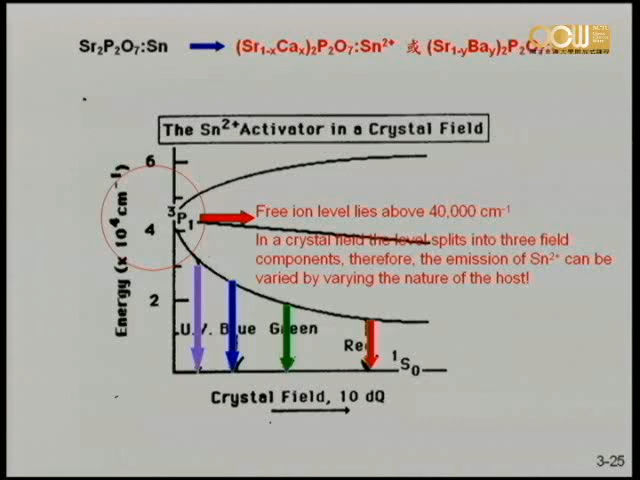 Sr₂P₂O₇:Sn (Sr₁₋ₓCaₓ)₂P₂O₇:Sn²⁺ 或 (Sr₁₋yBay)₂P₂
The Sn²⁺Activator in a Crystal Field
6
³P₁
4
2
Energy (x 10⁴cm⁻¹)
Free ion level lies above 40,000 cm⁻¹
In a crystal field the level splits into three field
components, therefore, the emission of Sn²⁺ can be
varied by varying the nature of the host!
U.V. Blue Green
Red
¹S₀
Crystal Field, 10 dQ
3-25